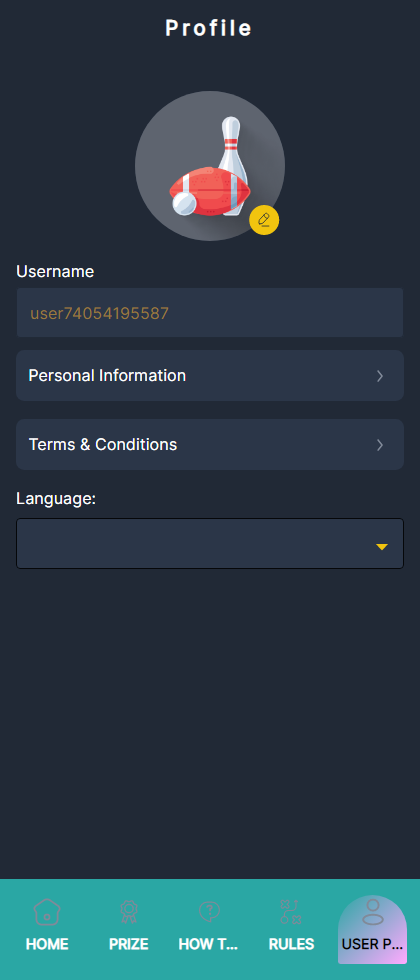 Profile
Username
user74054195587
Personal Information
Terms & Conditions
Language:
HOME
PRIZE
HOW T...
RULES
USER P...